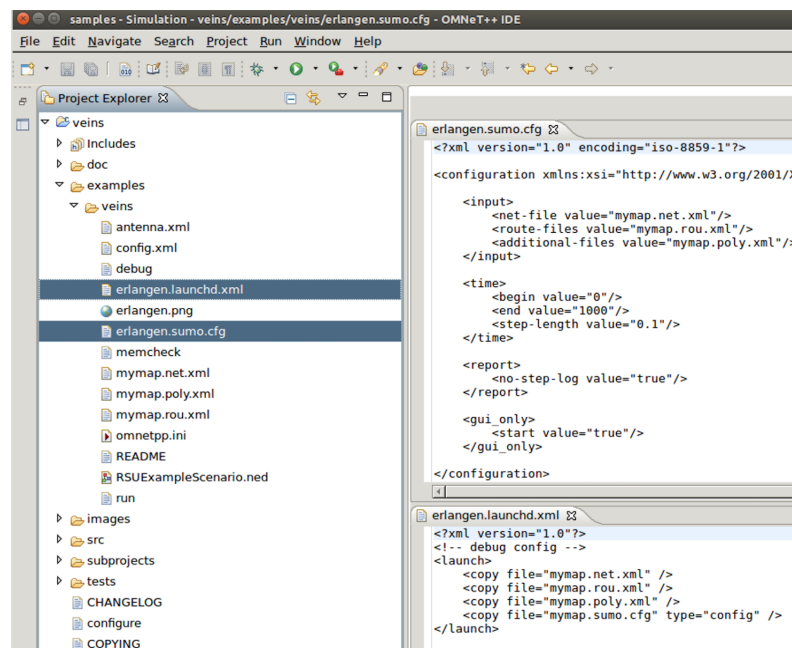 samples - Simulation - veins/examples/veins/erlangen.sumo.cfg - OMNeT++ IDE
File Edit Navigate Search Project Run Window Help
Project Explorer
veins
Includes
doc
examples
veins
antenna.xml
config.xml
debug
erlangen.launchd.xml
erlangen.png
erlangen.sumo.cfg
memcheck
mymap.net.xml
mymap.poly.xml
mymap.rou.xml
omnetpp.ini
README
RSUExampleScenario.ned
run
images
src
subprojects
tests
CHANGELOG
configure
COPYING
erlangen.sumo.cfg
<?xml version="1.0" encoding="iso-8859-1"?>
<configuration xmlns:xsi="http://www.w3.org/2001/X
<input>
<net-file value="mymap.net.xml"/>
<route-files value="mymap.rou.xml"/>
<additional-files value="mymap.poly.xml"/>
</input>
<time>
<begin value="0"/>
<end value="1000"/>
<step-length value="0.1"/>
</time>
<report>
<no-step-log value="true"/>
</report>
<gui_only>
<start value="true"/>
</gui_only>
</configuration>
erlangen.launchd.xml
<?xml version="1.0"?>
<!-- debug config -->
<launch>
<copy file="mymap.net.xml" />
<copy file="mymap.rou.xml" />
<copy file="mymap.poly.xml" />
<copy file="mymap.sumo.cfg" type="config" />
</launch>